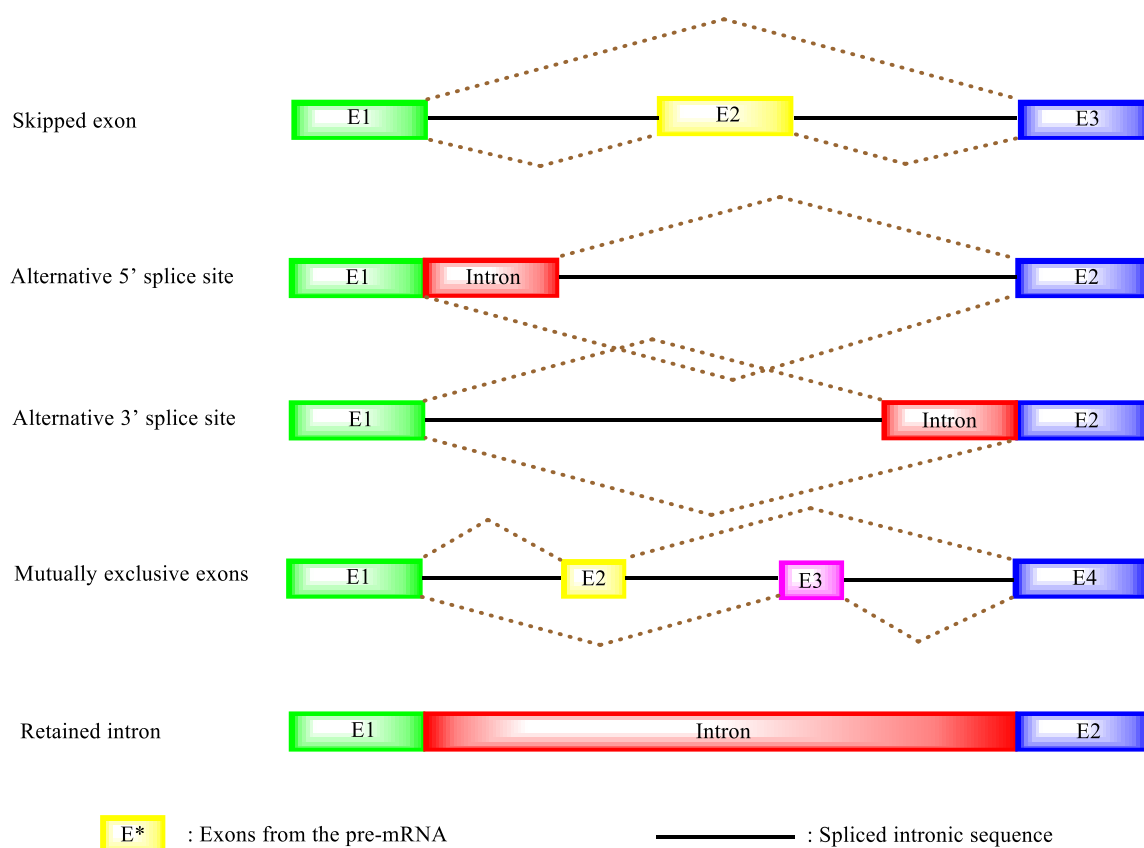 Skipped exon E1 E2 E3
Alternative 5’ splice site E1 Intron E2
Alternative 3’ splice site E1 Intron E2
Mutually exclusive exons E1 E2 E3 E4
Retained intron E1 Intron E2
E* : Exons from the pre-mRNA : Spliced intronic sequence